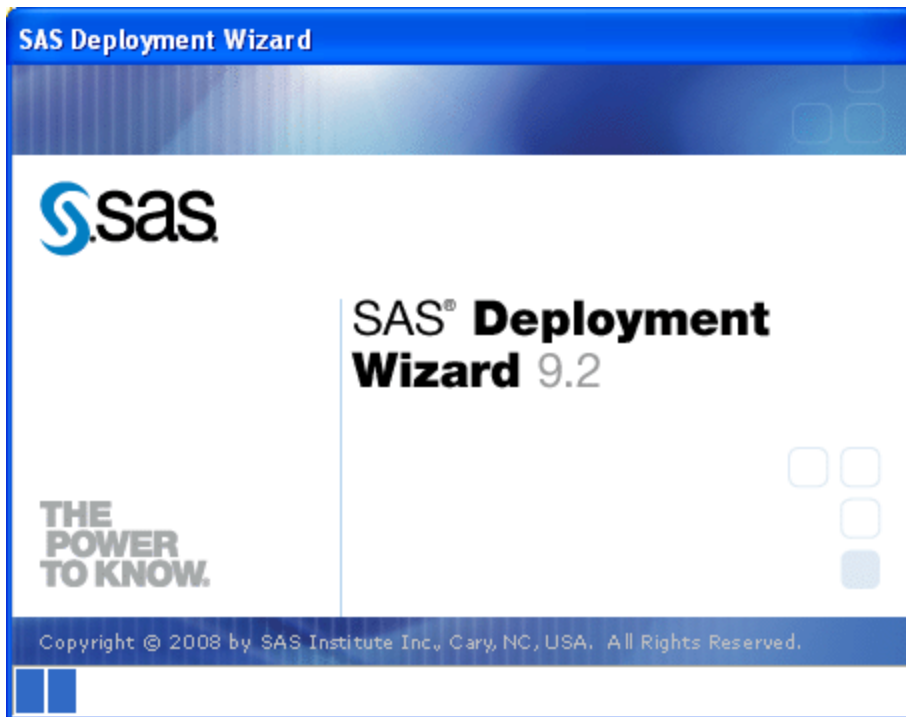 SAS Deployment Wizard
sas
SAS® Deployment
Wizard 9.2
THE
POWER
TO KNOW®
Copyright © 2008 by SAS Institute Inc., Cary, NC, USA. All Rights Reserved.